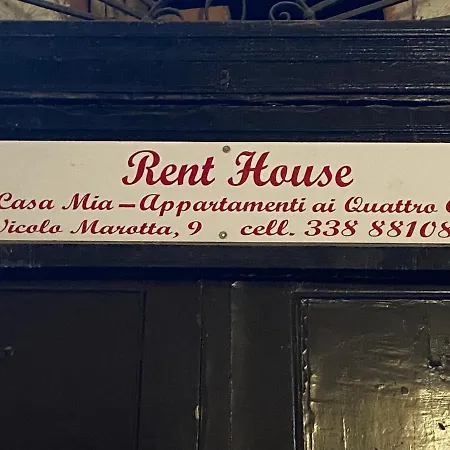 Rent House
Casa Mia - Appartamenti ai Quattro
Vicolo Marotta, 9 cell. 338 88108